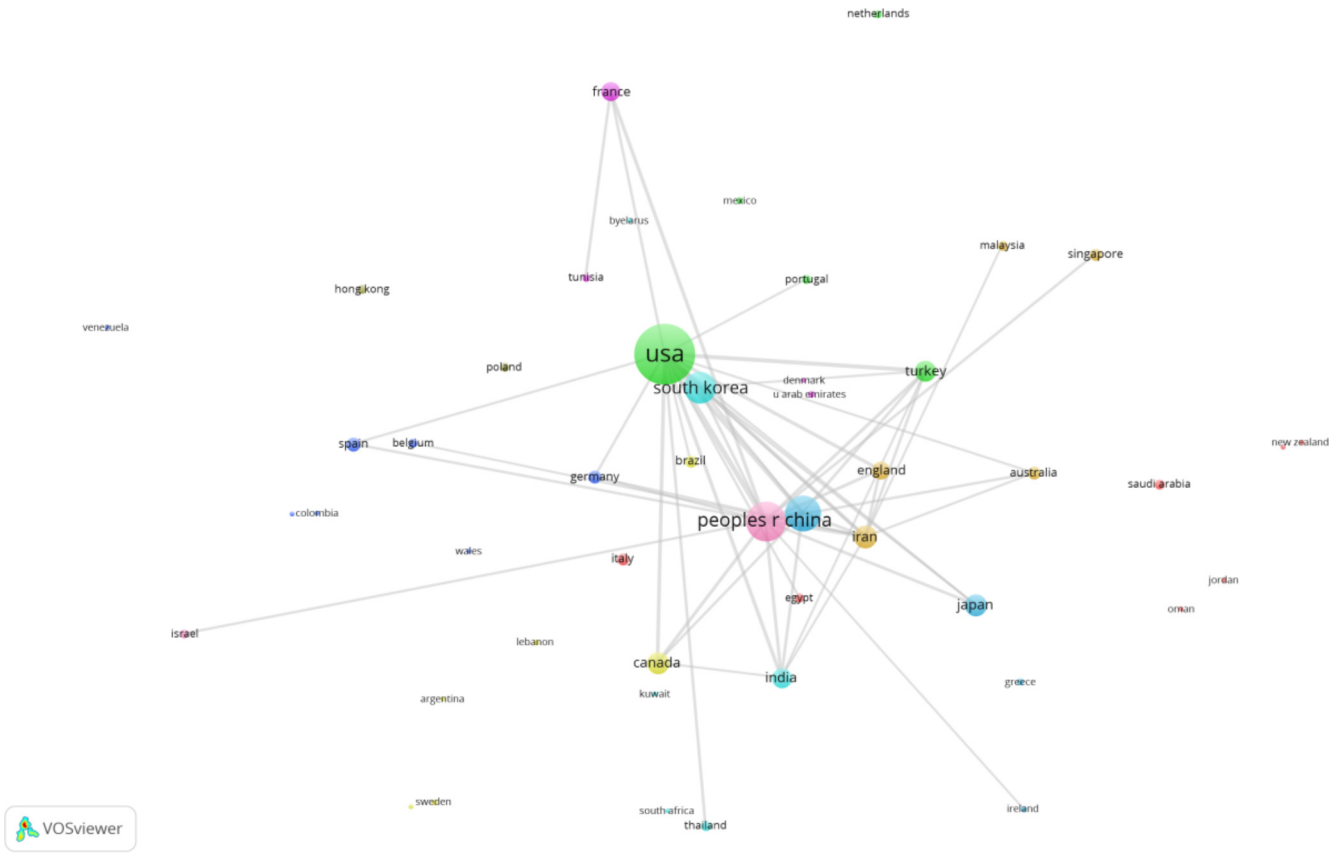 netherlands
france
mexico
byelarus
malaysia
singapore
tunisia
portugal
hong kong
venezuela
usa
poland
turkey
denmark
south korea
u arab emirates
new zealand
spain
belgium
brazil
england
australia
germany
saudi arabia
colombia
peoples r china
iran
wales
italy
jordan
egypt
japan
oman
israel
lebanon
canada
india
greece
kuwait
argentina
sweden
south africa
ireland
thailand
VOSviewer